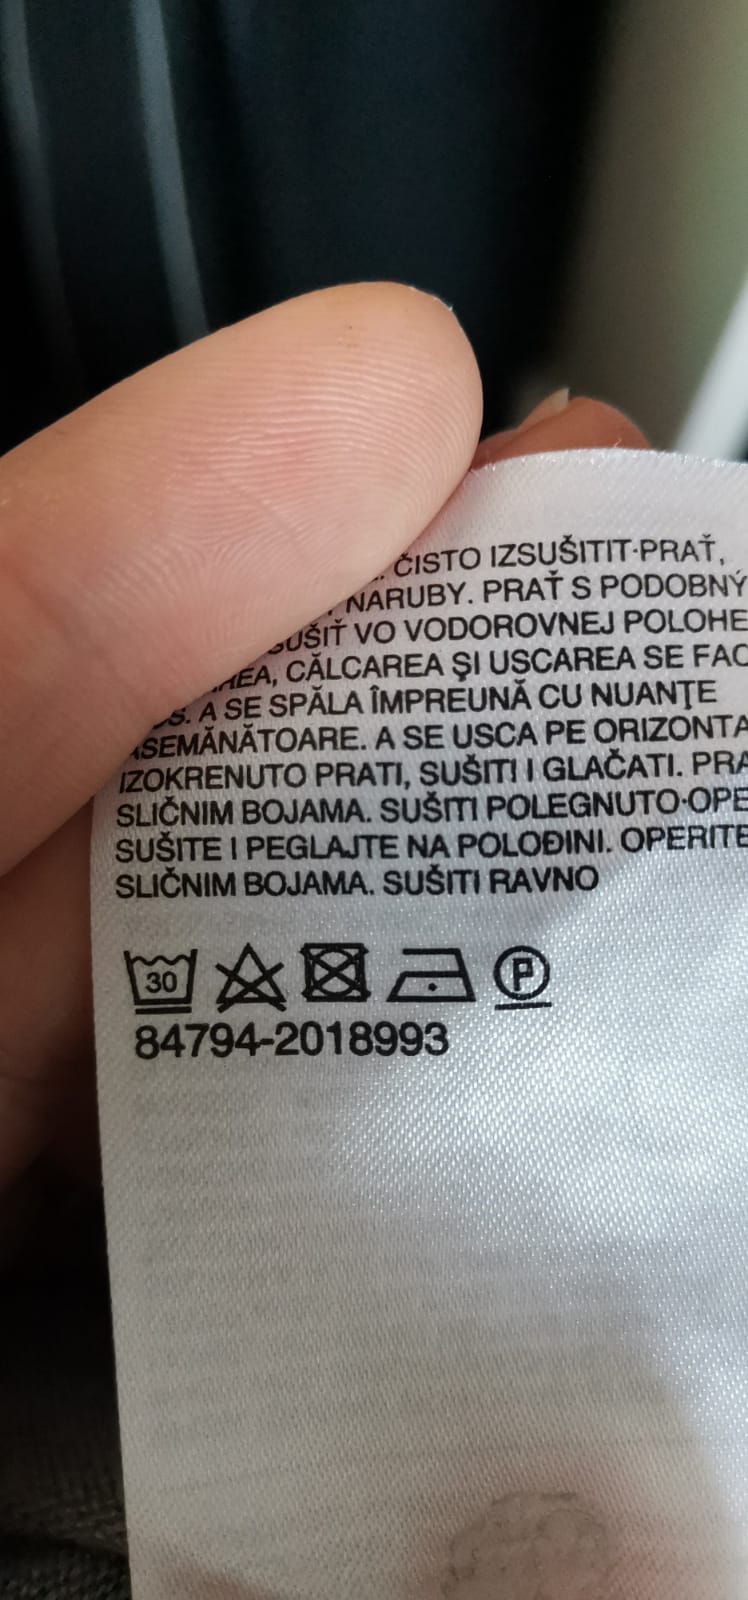 ČISTO IZSUŠITIT·PRAŤ,
NARUBY. PRAŤ S PODOBNÝ
SUŠIŤ VO VODOROVNEJ POLOHE
CĂLCAREA ŞI USCAREA SE FAC
A SE SPĂLA ÎMPREUNĂ CU NUANŢE
ASEMĂNĂTOARE. A SE USCA PE ORIZONTA
IZOKRENUTO PRATI, SUŠITI I GLAČATI. PRA
SLIČNIM BOJAMA. SUŠITI POLEGNUTO·OPE
SUŠITE I PEGLAJTE NA POLOĐINI. OPERITE
SLIČNIM BOJAMA. SUŠITI RAVNO
30 P
84794-2018993